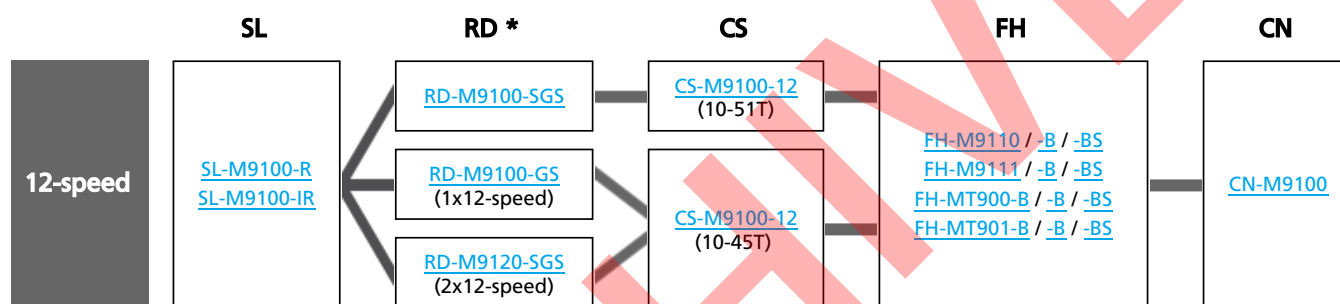 SL
RD *
CS
FH
CN
12-speed
SL-M9100-R
SL-M9100-IR
RD-M9100-SGS
RD-M9100-GS
(1x12-speed)
RD-M9120-SGS
(2x12-speed)
CS-M9100-12
(10-51T)
CS-M9100-12
(10-45T)
FH-M9110 / -B / -BS
FH-M9111 / -B / -BS
FH-MT900-B / -B / -BS
FH-MT901-B / -B / -BS
CN-M9100
HIVE